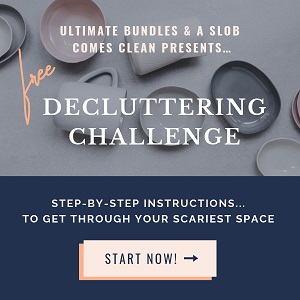 ULTIMATE BUNDLES & A SLOB
COMES CLEAN PRESENTS...
free
DECLUTTERING
CHALLENGE
STEP-BY-STEP INSTRUCTIONS...
TO GET THROUGH YOUR SCARIEST SPACE
START NOW! →